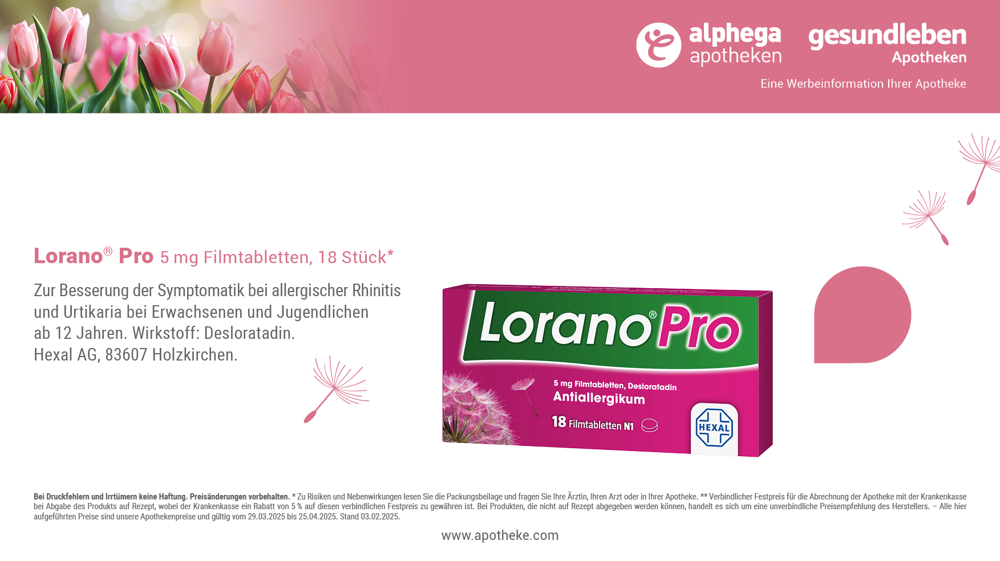 alphega
apotheken
gesundleben
Apotheken
Eine Werbeinformation Ihrer Apotheke
Lorano® Pro 5 mg Filmtabletten, 18 Stück*
Zur Besserung der Symptomatik bei allergischer Rhinitis
und Urtikaria bei Erwachsenen und Jugendlichen
ab 12 Jahren. Wirkstoff: Desloratadin.
Hexal AG, 83607 Holzkirchen.
Lorano® Pro
5 mg Filmtabletten, Desloratadin
Antiallergikum
18 Filmtabletten N1
HEXAL
Bei Druckfehlern und Irrtümern keine Haftung. Preisänderungen vorbehalten. * Zu Risiken und Nebenwirkungen lesen Sie die Packungsbeilage und fragen Sie Ihre Ärztin, Ihren Arzt oder in Ihrer Apotheke. ** Verbindlicher Festpreis für die Abrechnung der Apotheke mit der Krankenkasse
bei Abgabe des Produkts auf Rezept, wobei der Krankenkasse ein Rabatt von 5 % auf diesen verbindlichen Festpreis zu gewähren ist. Bei Produkten, die nicht auf Rezept abgegeben werden können, handelt es sich um eine unverbindliche Preisempfehlung des Herstellers. – Alle hier
aufgeführten Preise sind unsere Apothekenpreise und gültig vom 29.03.2025 bis 25.04.2025. Stand 03.02.2025.
www.apotheke.com